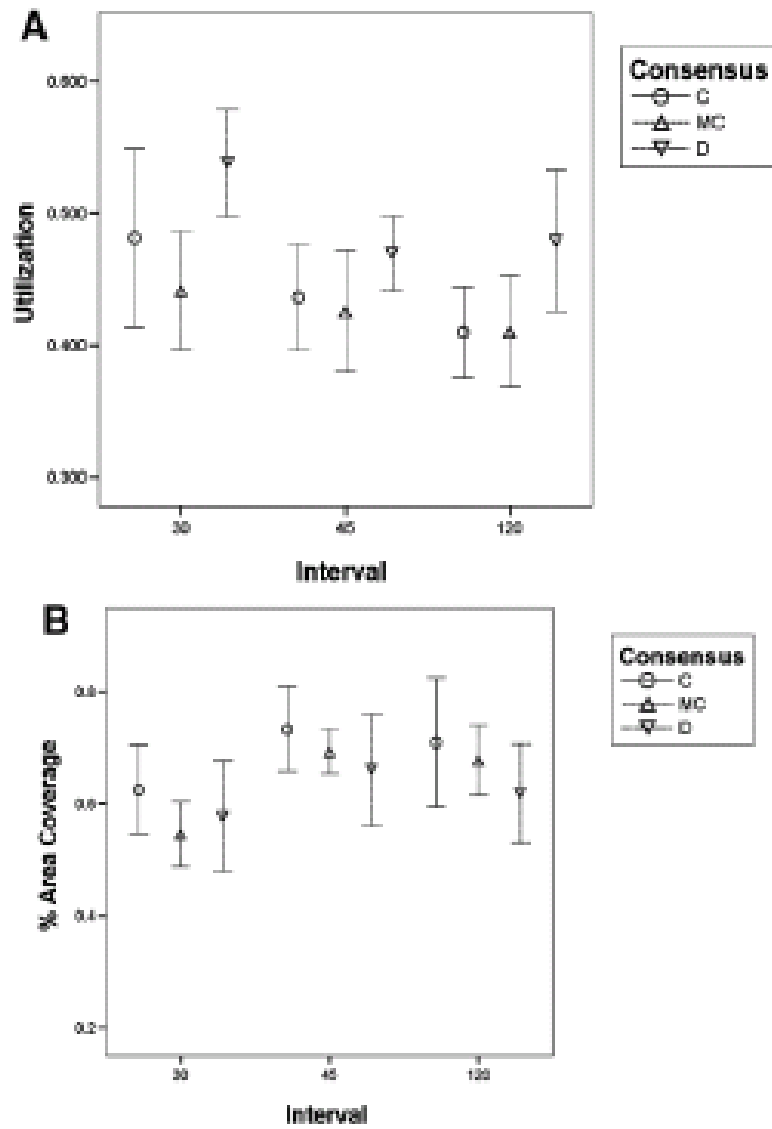 A
Consensus
C
MC
D
0.600
0.500
0.400
0.300
Utilization
30
45
120
Interval
B
Consensus
C
MC
D
0.8
0.6
0.4
0.2
% Area Coverage
30
45
120
Interval